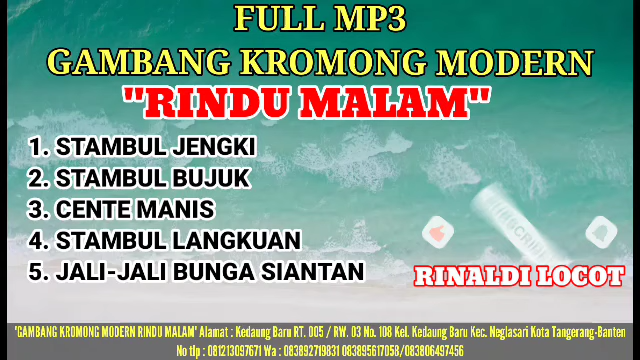 FULL MP3
GAMBANG KROMONG MODERN
"RINDU MALAM"
1. STAMBUL JENGKI
2. STAMBUL BUJUK
3. CENTE MANIS
4. STAMBUL LANGKUAN
5. JALI-JALI BUNGA SIANTAN
RINALDI LOCOT
"GAMBANG KROMONG MODERN RINDU MALAM" Alamat : Kedaung Baru RT. 005 / RW. 03 No. 108 Kel. Kedaung Baru Kec. Neglasari Kota Tangerang-Banten
No tlp : 081213097671 Wa : 083892719831 083895617058/083806497456